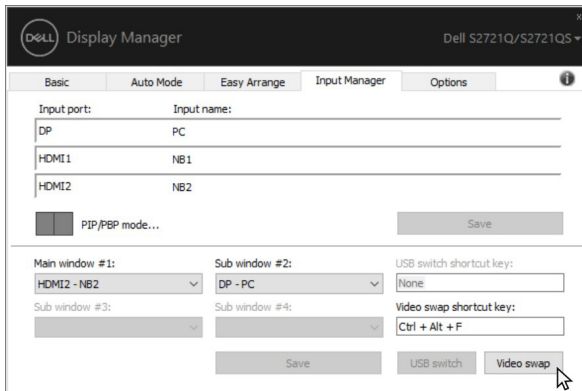 DELL Display Manager
Dell S2721Q/S2721QS
Basic Auto Mode Easy Arrange Input Manager Options
Input port: Input name:
DP PC
HDMI1 NB1
HDMI2 NB2
PIP/PBP mode... Save
Main window #1: Sub window #2: USB switch shortcut key:
HDMI2 - NB2 DP - PC None
Sub window #3: Sub window #4: Video swap shortcut key:
Ctrl + Alt + F
Save USB switch Video swap